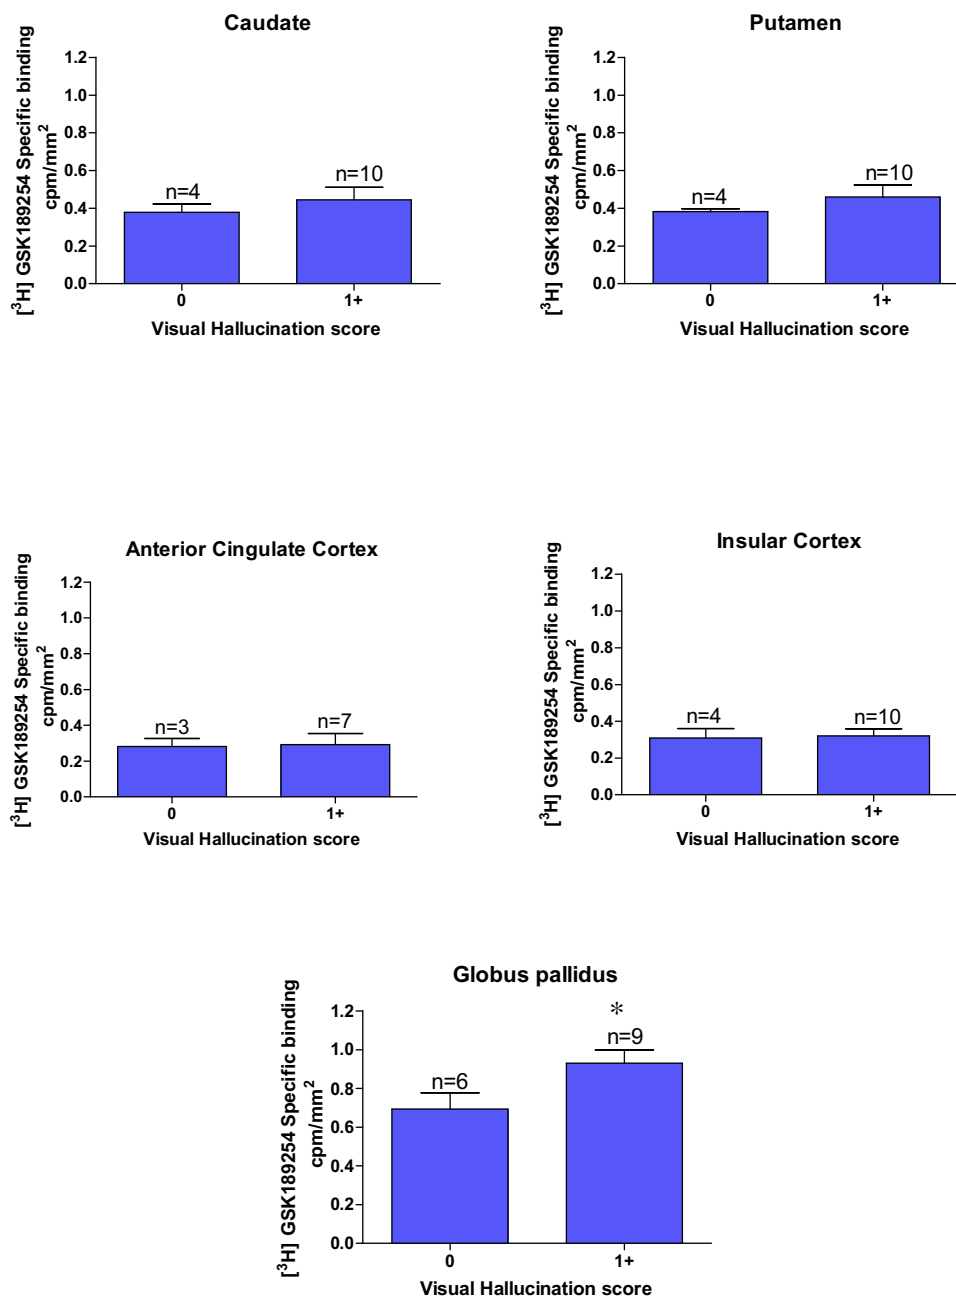 Caudate
[³H] GSK189254 Specific binding
cpm/mm²
1.2
1.0
0.8
0.6
0.4
0.2
0.0
n=4
n=10
0
1+
Visual Hallucination score
Putamen
[³H] GSK189254 Specific binding
cpm/mm²
1.2
1.0
0.8
0.6
0.4
0.2
0.0
n=4
n=10
0
1+
Visual Hallucination score
Anterior Cingulate Cortex
[³H] GSK189254 Specific binding
cpm/mm²
1.2
1.0
0.8
0.6
0.4
0.2
0.0
n=3
n=7
0
1+
Visual Hallucination score
Insular Cortex
[³H] GSK189254 Specific binding
cpm/mm²
1.2
1.0
0.8
0.6
0.4
0.2
0.0
n=4
n=10
0
1+
Visual Hallucination score
Globus pallidus
[³H] GSK189254 Specific binding
cpm/mm²
1.2
1.0
0.8
0.6
0.4
0.2
0.0
n=6
*
n=9
0
1+
Visual Hallucination score